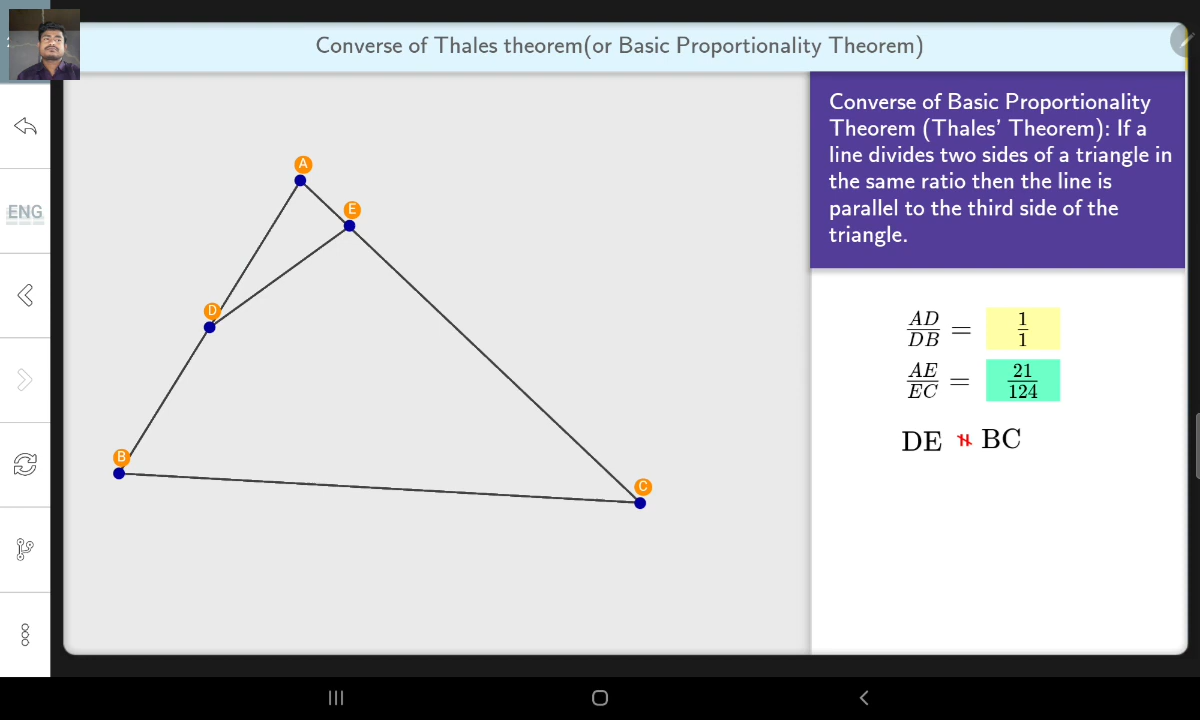 Converse of Thales theorem(or Basic Proportionality Theorem)
ENG
A
E
D
B
C
Converse of Basic Proportionality
Theorem (Thales' Theorem): If a
line divides two sides of a triangle in
the same ratio then the line is
parallel to the third side of the
triangle.
AD/DB = 1/1
AE/EC = 21/124
DE ∦ BC